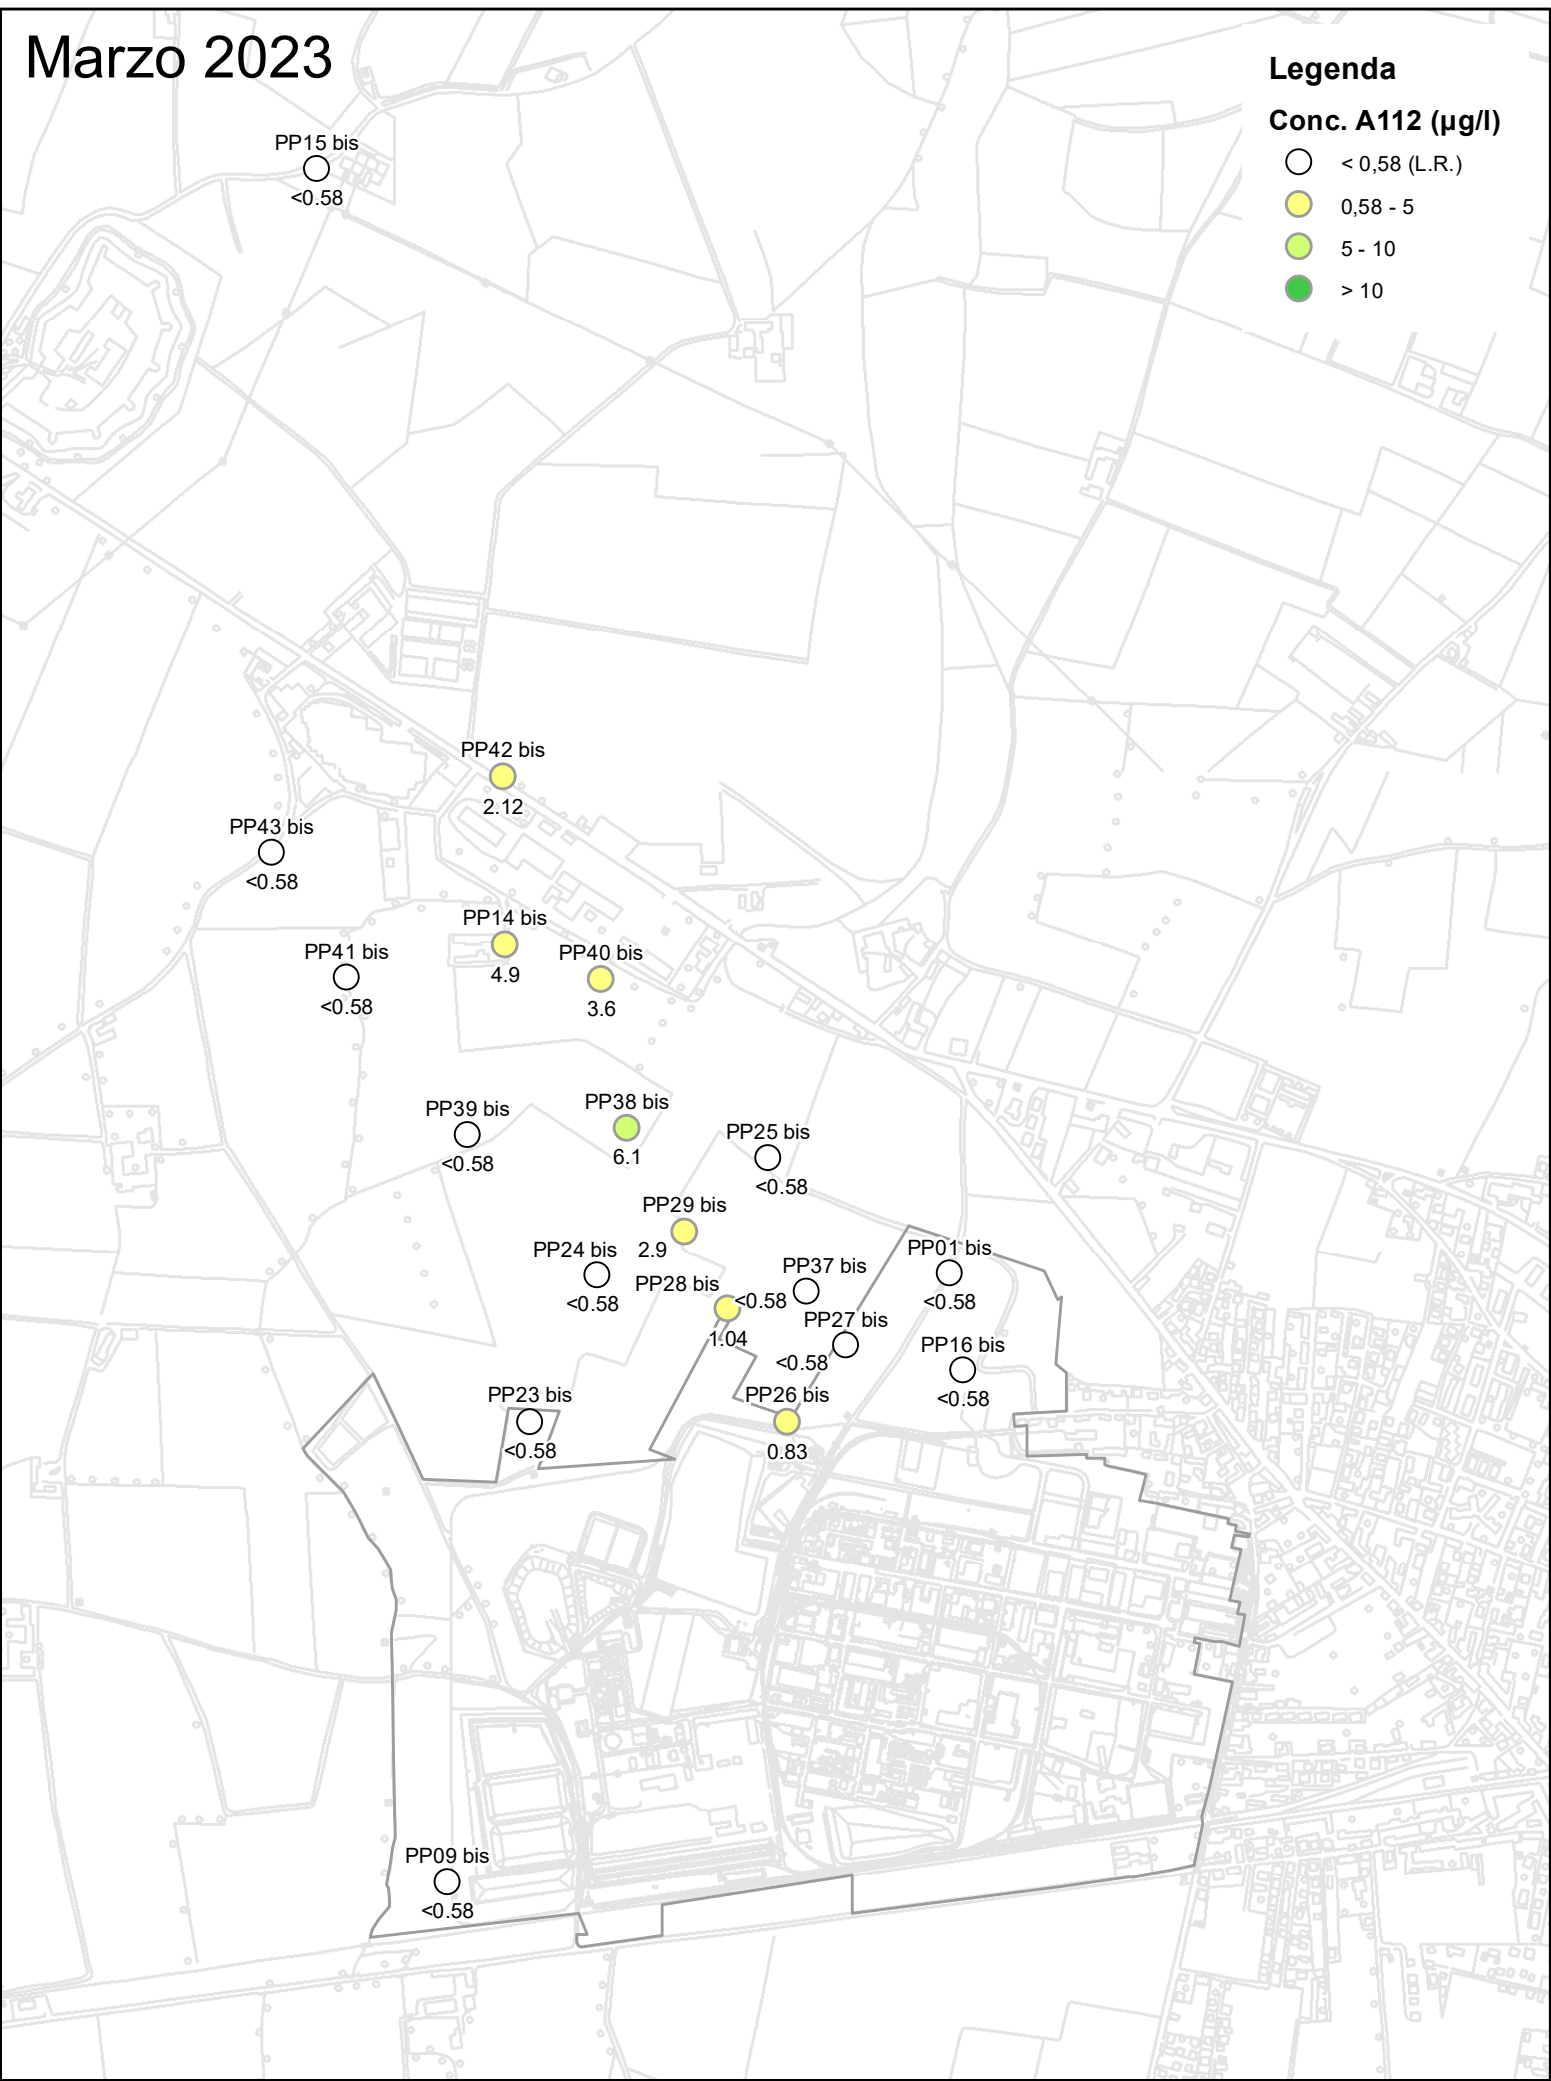 Marzo 2023
Legenda
Conc. A112 (µg/l)
< 0,58 (L.R.)
0,58 - 5
5 - 10
> 10
PP15 bis
<0.58
PP42 bis
2.12
PP43 bis
<0.58
PP14 bis
4.9
PP40 bis
3.6
PP41 bis
<0.58
PP39 bis
<0.58
PP38 bis
6.1
PP25 bis
<0.58
PP29 bis
2.9
PP24 bis
<0.58
PP28 bis
1.04
PP37 bis
<0.58
PP01 bis
<0.58
PP27 bis
<0.58
PP16 bis
<0.58
PP23 bis
<0.58
PP26 bis
0.83
PP09 bis
<0.58